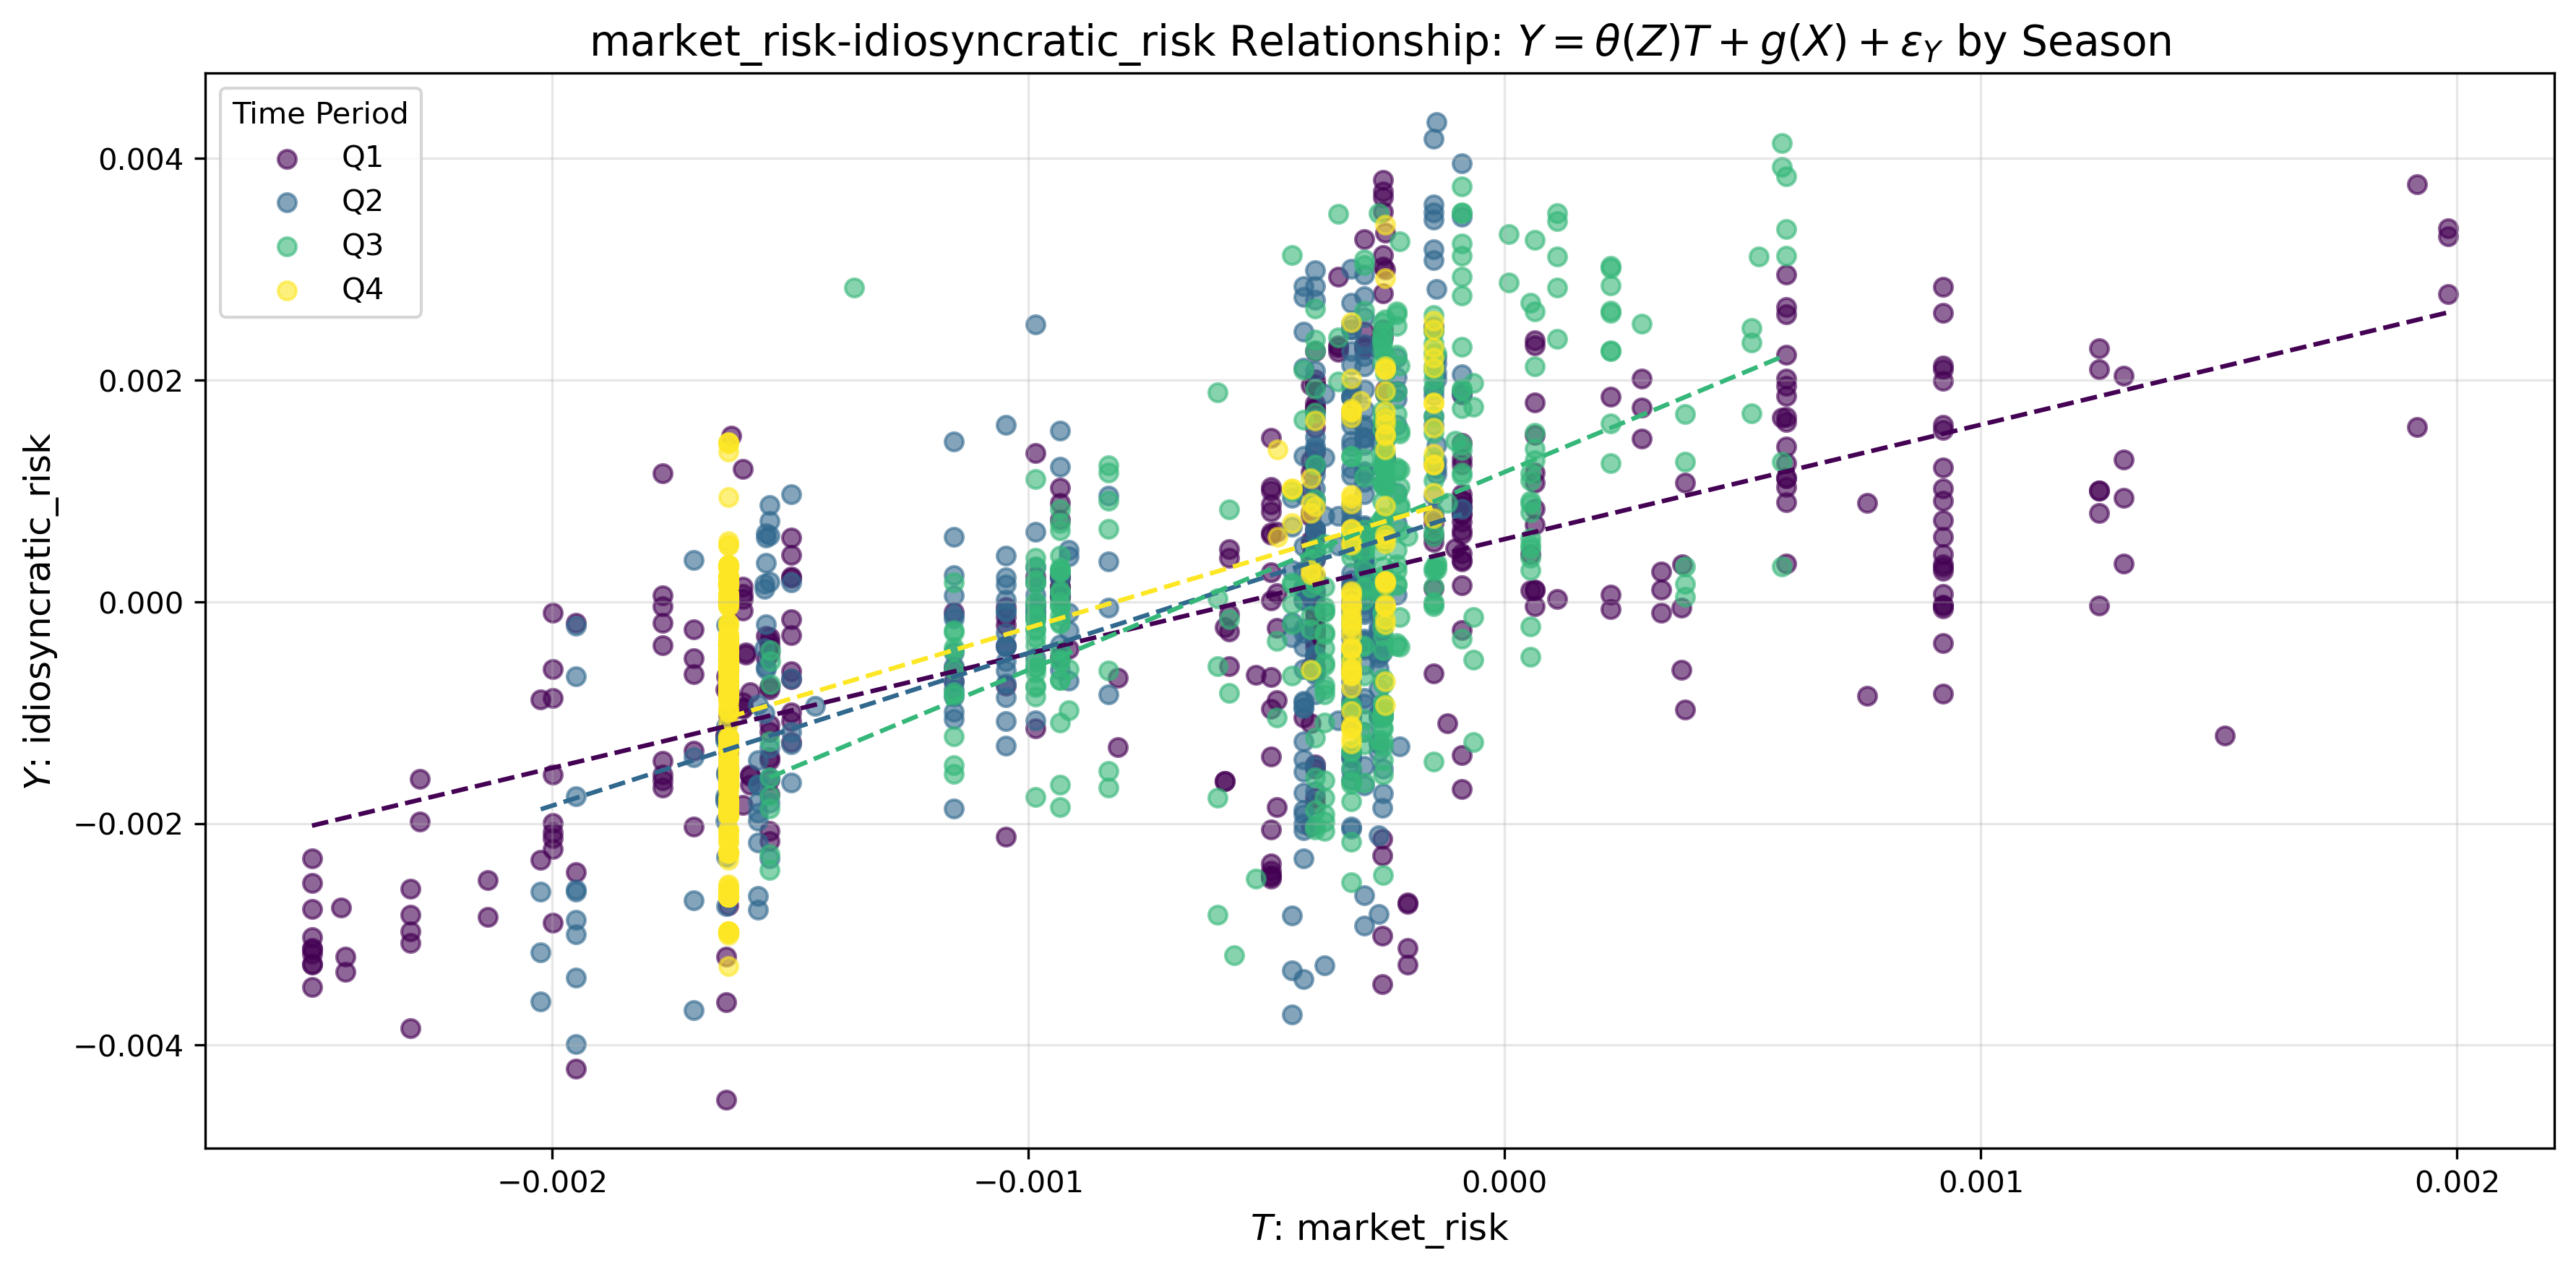 market_risk-idiosyncratic_risk Relationship: Y = θ(Z)T + g(X) + ε_Y by Season
Time Period
Q1
Q2
Q3
Q4
Y: idiosyncratic_risk
0.004
0.002
0.000
−0.002
−0.004
−0.002
−0.001
0.000
0.001
0.002
T: market_risk